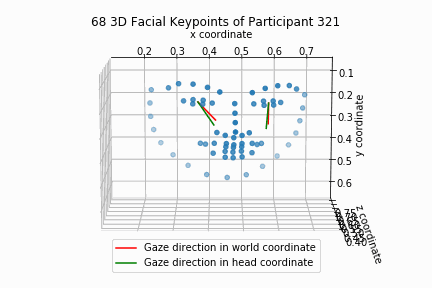 68 3D Facial Keypoints of Participant 321
x coordinate
0.2 0.3 0.4 0.5 0.6 0.7
0.1
0.2
0.3
0.4
0.5
0.6
y coordinate
z coordinate
0.40
Gaze direction in world coordinate
Gaze direction in head coordinate